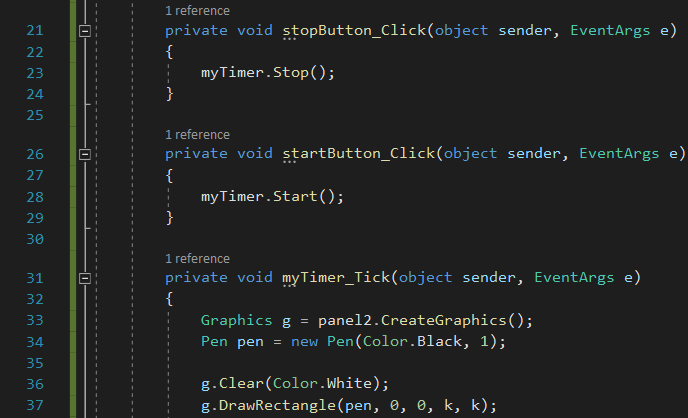 1 reference
21 private void stopButton_Click(object sender, EventArgs e)
22 {
23 myTimer.Stop();
24 }
25
1 reference
26 private void startButton_Click(object sender, EventArgs e)
27 {
28 myTimer.Start();
29 }
30
1 reference
31 private void myTimer_Tick(object sender, EventArgs e)
32 {
33 Graphics g = panel2.CreateGraphics();
34 Pen pen = new Pen(Color.Black, 1);
35
36 g.Clear(Color.White);
37 g.DrawRectangle(pen, 0, 0, k, k);